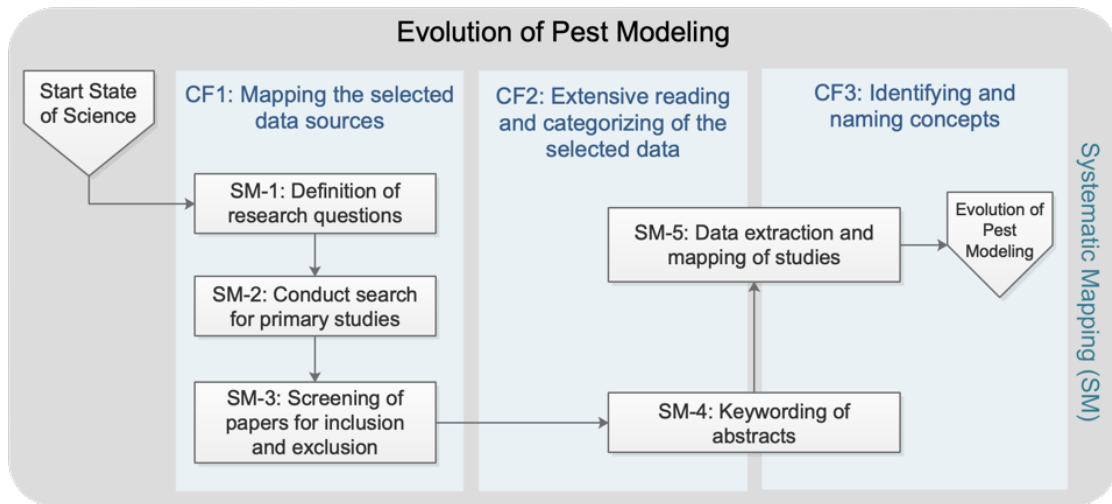 Evolution of Pest Modeling
Start State
of Science
CF1: Mapping the selected
data sources
CF2: Extensive reading
and categorizing of the
selected data
CF3: Identifying and
naming concepts
SM-1: Definition of
research questions
SM-2: Conduct search
for primary studies
SM-3: Screening of
papers for inclusion
and exclusion
SM-4: Keywording of
abstracts
SM-5: Data extraction and
mapping of studies
Evolution of
Pest
Modeling
Systematic Mapping (SM)